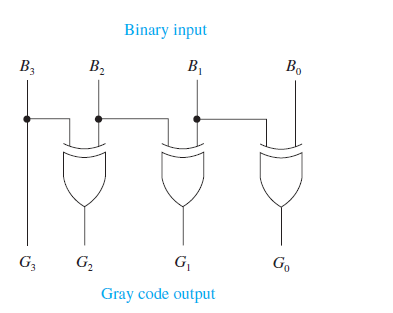 Binary input
B₃ B₂ B₁ B₀
G₃ G₂ G₁ G₀
Gray code output